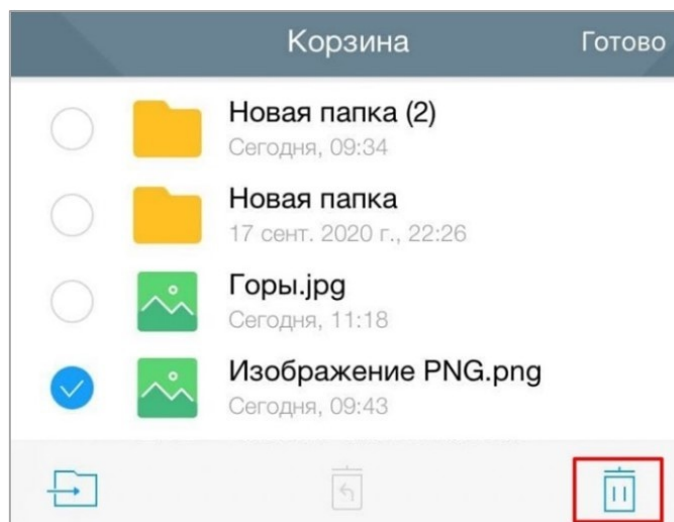 Корзина
Готово
Новая папка (2)
Сегодня, 09:34
Новая папка
17 сент. 2020 г., 22:26
Горы.jpg
Сегодня, 11:18
Изображение PNG.png
Сегодня, 09:43